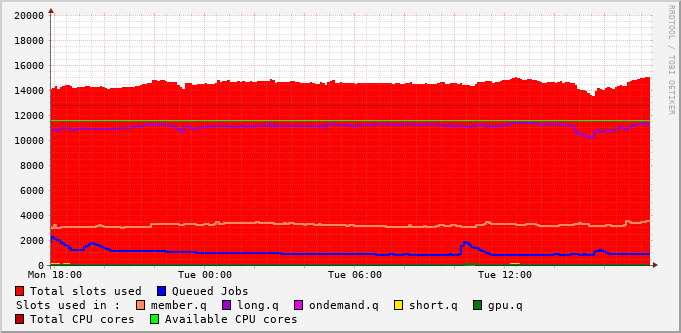 20000
18000
16000
14000
12000
10000
8000
6000
4000
2000
0
Mon 18:00 Tue 00:00 Tue 06:00 Tue 12:00
Total slots used Queued Jobs
Slots used in : member.q long.q ondemand.q short.q gpu.q
Total CPU cores Available CPU cores
RRDTOOL / TOBI OETIKER